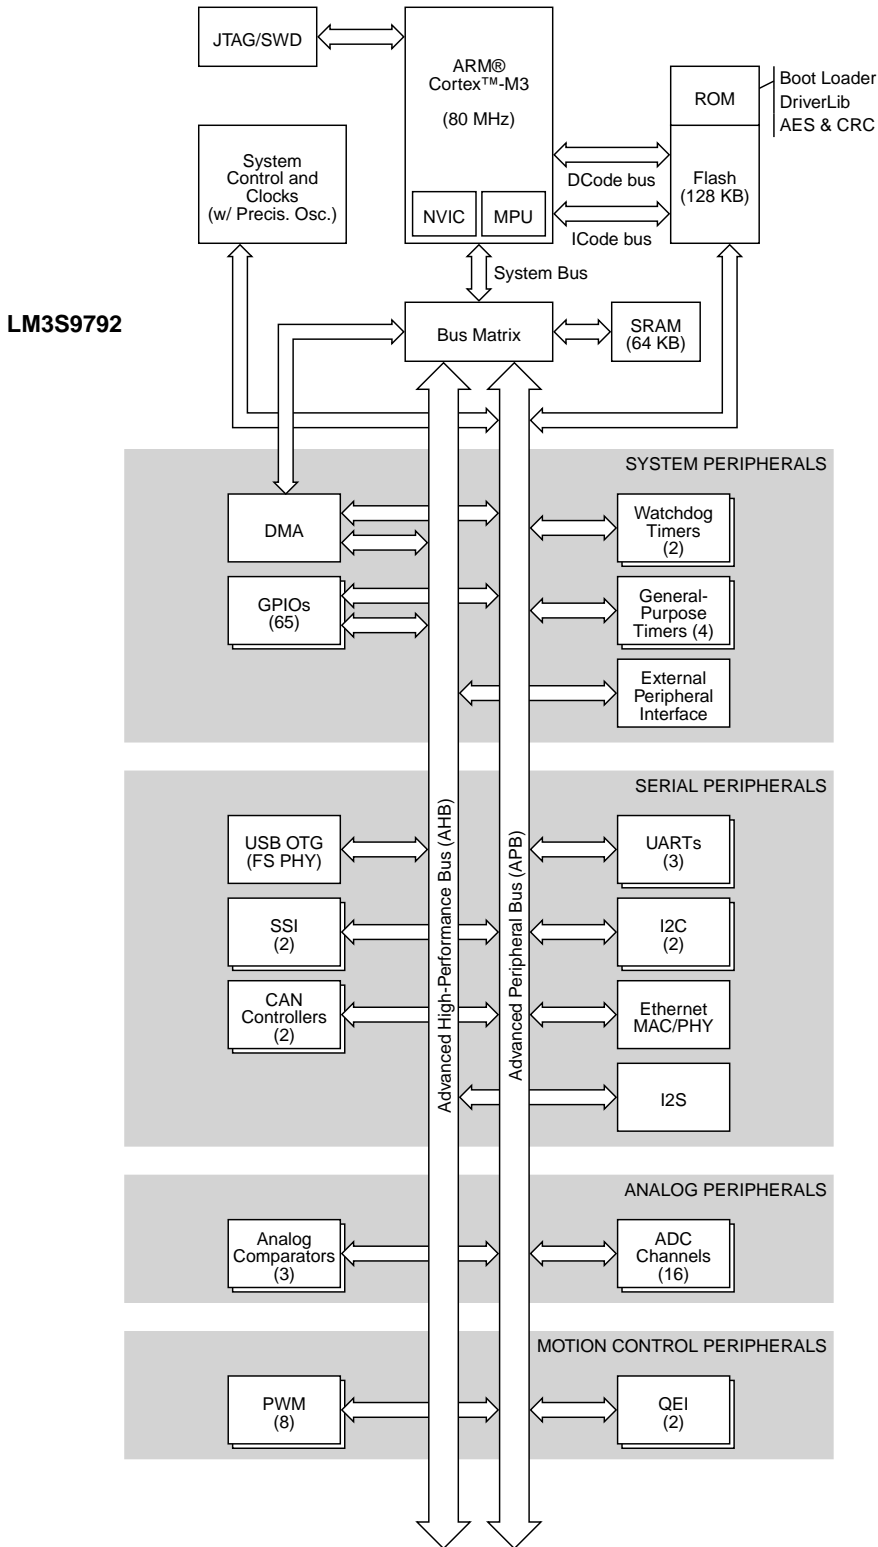 JTAG/SWD
ARM®
Cortex™-M3
(80 MHz)
NVIC
MPU
ROM
Boot Loader
DriverLib
AES & CRC
Flash
(128 KB)
DCode bus
ICode bus
System
Control and
Clocks
(w/ Precis. Osc.)
System Bus
LM3S9792
Bus Matrix
SRAM
(64 KB)
SYSTEM PERIPHERALS
DMA
Watchdog
Timers
(2)
GPIOs
(65)
General-
Purpose
Timers (4)
External
Peripheral
Interface
SERIAL PERIPHERALS
Advanced High-Performance Bus (AHB)
Advanced Peripheral Bus (APB)
USB OTG
(FS PHY)
UARTs
(3)
SSI
(2)
I2C
(2)
CAN
Controllers
(2)
Ethernet
MAC/PHY
I2S
ANALOG PERIPHERALS
Analog
Comparators
(3)
ADC
Channels
(16)
MOTION CONTROL PERIPHERALS
PWM
(8)
QEI
(2)